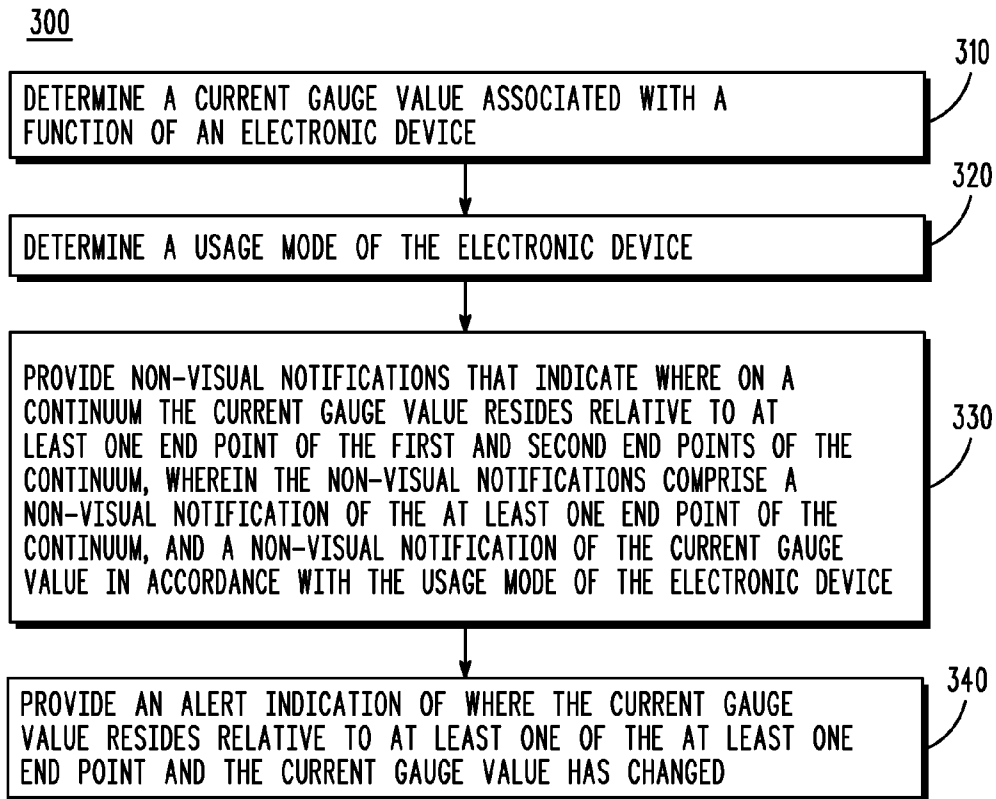 300
310
DETERMINE A CURRENT GAUGE VALUE ASSOCIATED WITH A
FUNCTION OF AN ELECTRONIC DEVICE
320
DETERMINE A USAGE MODE OF THE ELECTRONIC DEVICE
PROVIDE NON-VISUAL NOTIFICATIONS THAT INDICATE WHERE ON A
CONTINUUM THE CURRENT GAUGE VALUE RESIDES RELATIVE TO AT
LEAST ONE END POINT OF THE FIRST AND SECOND END POINTS OF THE
CONTINUUM, WHEREIN THE NON-VISUAL NOTIFICATIONS COMPRISE A
NON-VISUAL NOTIFICATION OF THE AT LEAST ONE END POINT OF THE
CONTINUUM, AND A NON-VISUAL NOTIFICATION OF THE CURRENT GAUGE
VALUE IN ACCORDANCE WITH THE USAGE MODE OF THE ELECTRONIC DEVICE
330
340
PROVIDE AN ALERT INDICATION OF WHERE THE CURRENT GAUGE
VALUE RESIDES RELATIVE TO AT LEAST ONE OF THE AT LEAST ONE
END POINT AND THE CURRENT GAUGE VALUE HAS CHANGED